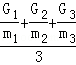 G₁/m₁ + G₂/m₂ + G₃/m₃
3